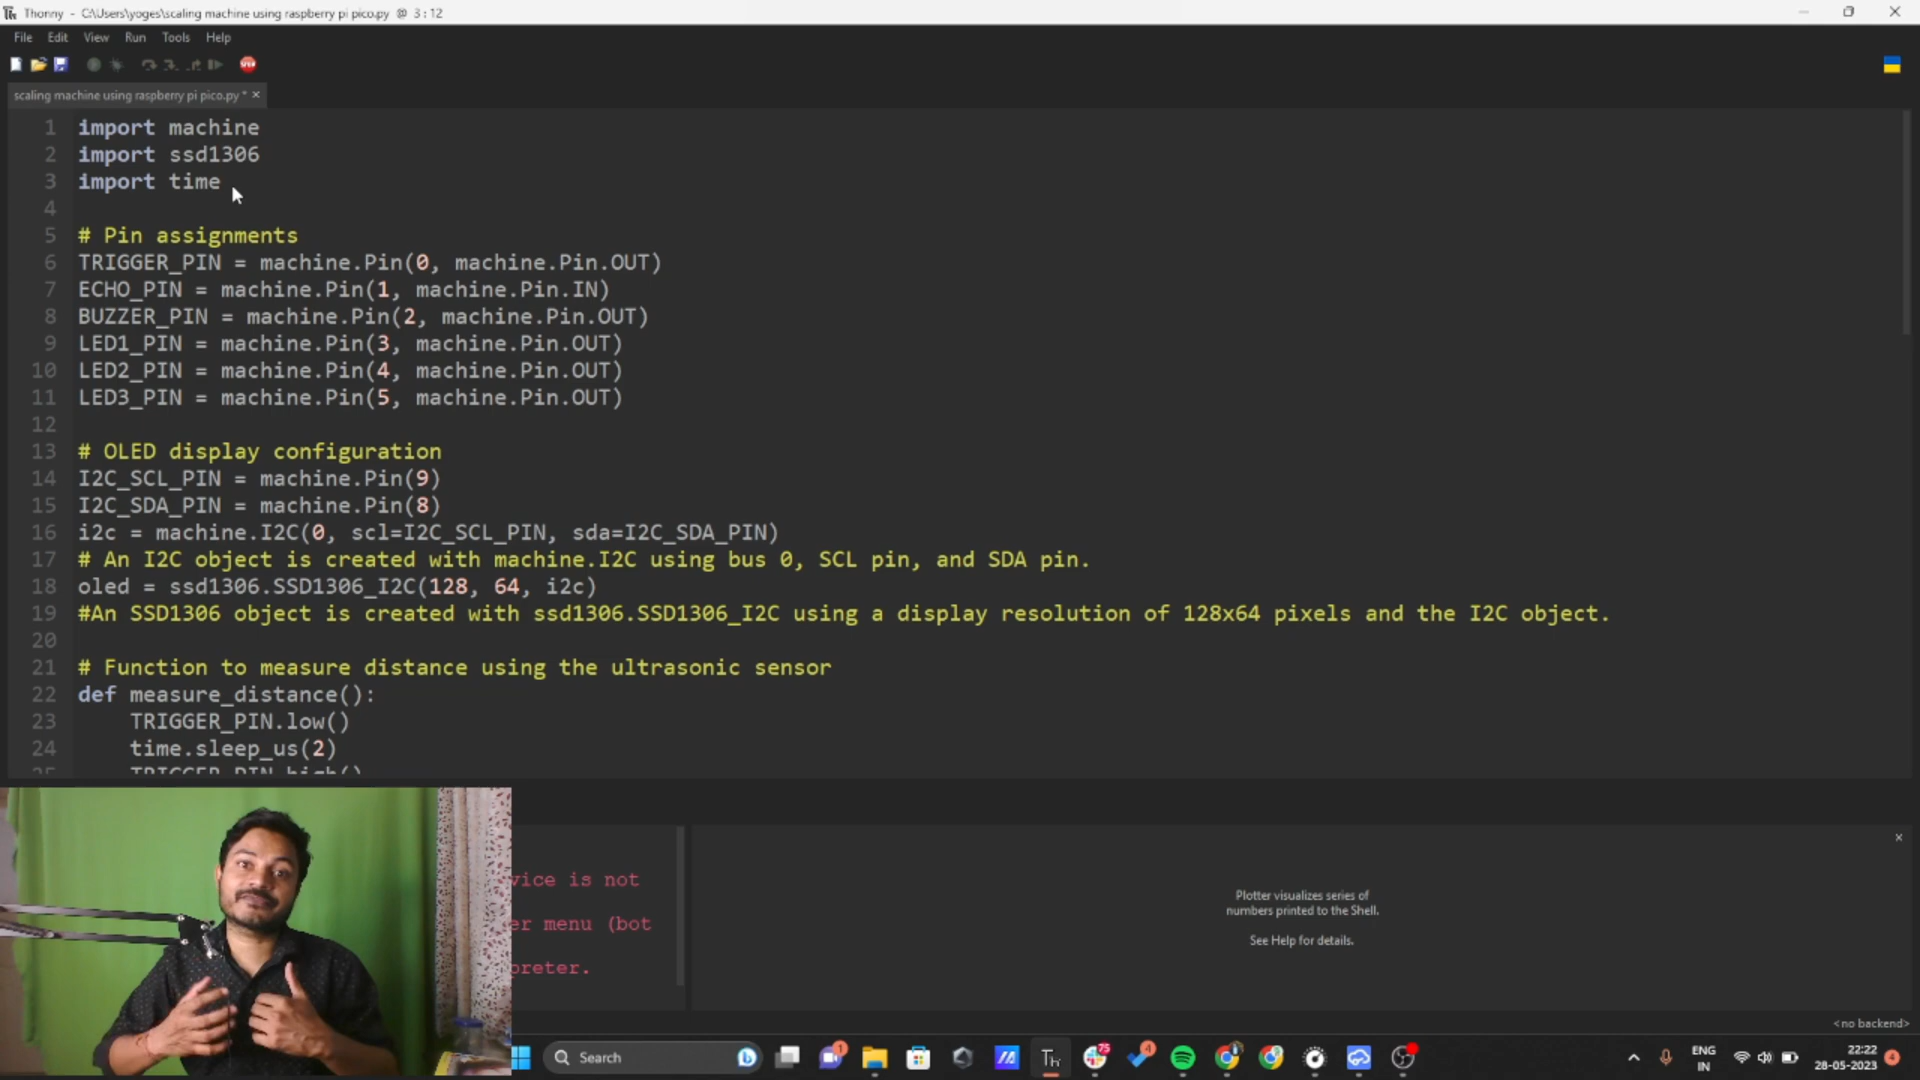 Thonny - C:\Users\yoges\scaling machine using raspberry pi pico.py @ 3:12
File Edit View Run Tools Help
scaling machine using raspberry pi pico.py * ×
1 import machine
2 import ssd1306
3 import time
4
5 # Pin assignments
6 TRIGGER_PIN = machine.Pin(0, machine.Pin.OUT)
7 ECHO_PIN = machine.Pin(1, machine.Pin.IN)
8 BUZZER_PIN = machine.Pin(2, machine.Pin.OUT)
9 LED1_PIN = machine.Pin(3, machine.Pin.OUT)
10 LED2_PIN = machine.Pin(4, machine.Pin.OUT)
11 LED3_PIN = machine.Pin(5, machine.Pin.OUT)
12
13 # OLED display configuration
14 I2C_SCL_PIN = machine.Pin(9)
15 I2C_SDA_PIN = machine.Pin(8)
16 i2c = machine.I2C(0, scl=I2C_SCL_PIN, sda=I2C_SDA_PIN)
17 # An I2C object is created with machine.I2C using bus 0, SCL pin, and SDA pin.
18 oled = ssd1306.SSD1306_I2C(128, 64, i2c)
19 #An SSD1306 object is created with ssd1306.SSD1306_I2C using a display resolution of 128x64 pixels and the I2C object.
20
21 # Function to measure distance using the ultrasonic sensor
22 def measure_distance():
23 TRIGGER_PIN.low()
24 time.sleep_us(2)
25 TRIGGER_PIN.high()
vice is not
er menu (bot
preter.
Plotter visualizes series of
numbers printed to the Shell.
See Help for details.
<no backend>
Search
1
75
4
ENG
IN
22:22
28-05-2023
4